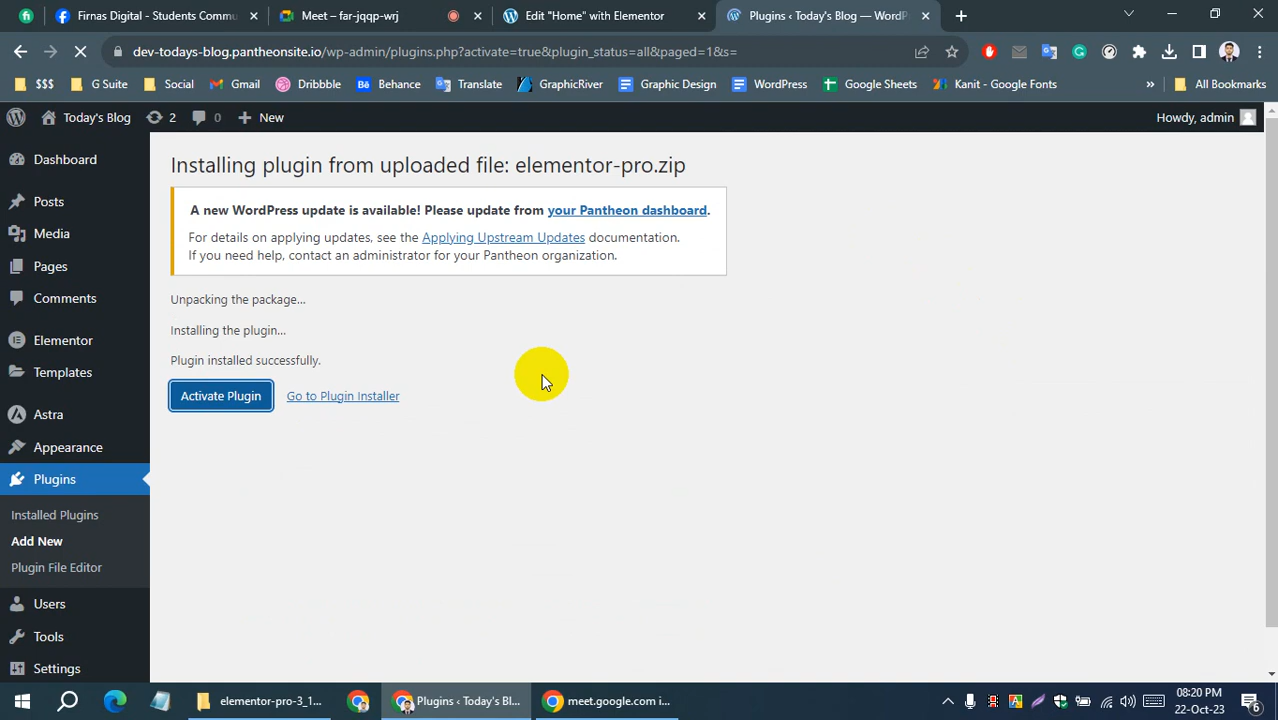 Firnas Digital - Students Commu
Meet – far-jqqp-wrj
Edit "Home" with Elementor
Plugins ‹ Today's Blog — WordP
dev-todays-blog.pantheonsite.io/wp-admin/plugins.php?activate=true&plugin_status=all&paged=1&s=
$$$
G Suite
Social
Gmail
Dribbble
Behance
Translate
GraphicRiver
Graphic Design
WordPress
Google Sheets
Kanit - Google Fonts
»
All Bookmarks
Today's Blog
2
0
New
Howdy, admin
Dashboard
Posts
Media
Pages
Comments
Elementor
Templates
Astra
Appearance
Plugins
Installed Plugins
Add New
Plugin File Editor
Users
Tools
Settings
Installing plugin from uploaded file: elementor-pro.zip
A new WordPress update is available! Please update from your Pantheon dashboard.
For details on applying updates, see the Applying Upstream Updates documentation.
If you need help, contact an administrator for your Pantheon organization.
Unpacking the package…
Installing the plugin…
Plugin installed successfully.
Activate Plugin
Go to Plugin Installer
elementor-pro-3_1...
Plugins ‹ Today's Bl...
meet.google.com i...
08:20 PM
22-Oct-23
6